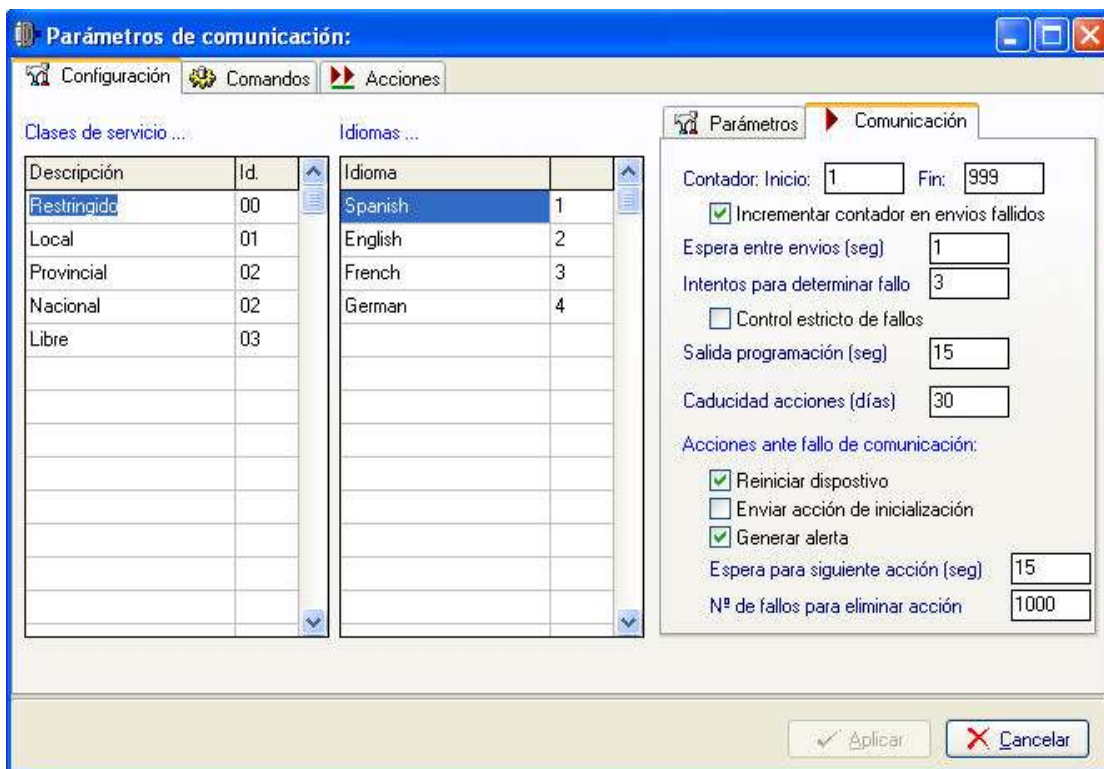 Parámetros de comunicación:
Configuración Comandos Acciones
Clases de servicio ...
Descripción Id.
Restringido 00
Local 01
Provincial 02
Nacional 02
Libre 03
Idiomas ...
Idioma
Spanish 1
English 2
French 3
German 4
Parámetros Comunicación
Contador: Inicio: 1 Fin: 999
Incrementar contador en envios fallidos
Espera entre envios (seg) 1
Intentos para determinar fallo 3
Control estricto de fallos
Salida programación (seg) 15
Caducidad acciones (días) 30
Acciones ante fallo de comunicación:
Reiniciar dispostivo
Enviar acción de inicialización
Generar alerta
Espera para siguiente acción (seg) 15
Nº de fallos para eliminar acción 1000
Aplicar Cancelar